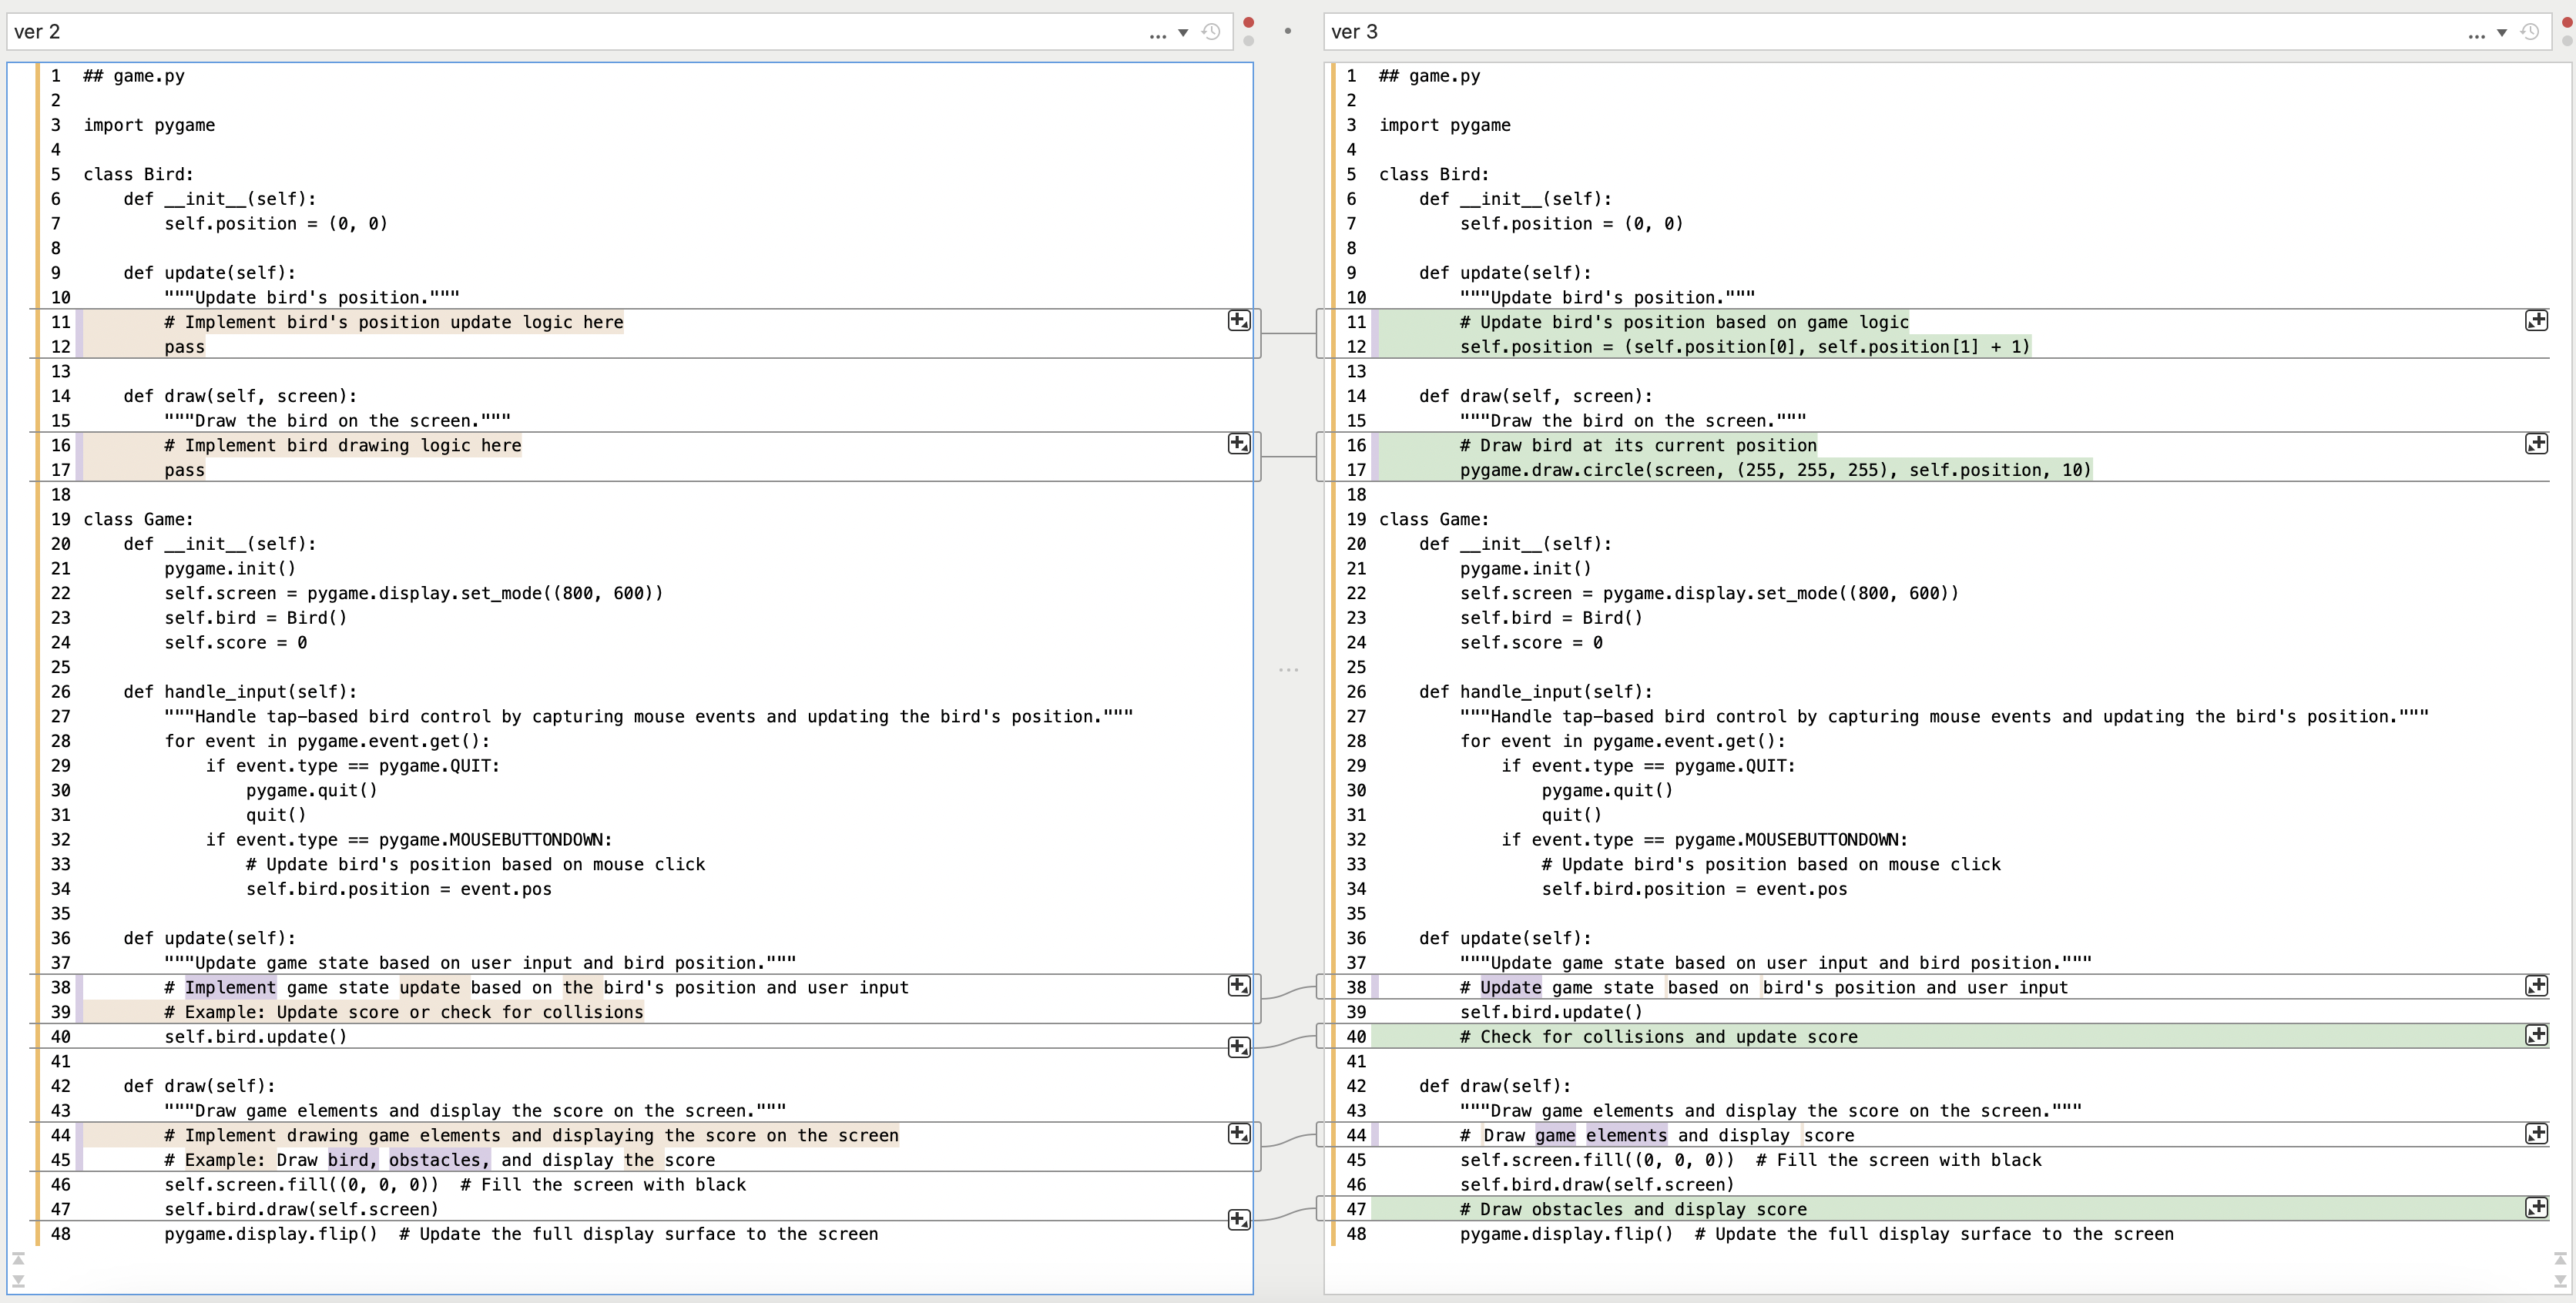 ver 2
1 ## game.py
2
3 import pygame
4
5 class Bird:
6     def __init__(self):
7         self.position = (0, 0)
8
9     def update(self):
10         """Update bird's position."""
11         # Implement bird's position update logic here
12         pass
13
14     def draw(self, screen):
15         """Draw the bird on the screen."""
16         # Implement bird drawing logic here
17         pass
18
19 class Game:
20     def __init__(self):
21         pygame.init()
22         self.screen = pygame.display.set_mode((800, 600))
23         self.bird = Bird()
24         self.score = 0
25
26     def handle_input(self):
27         """Handle tap-based bird control by capturing mouse events and updating the bird's position."""
28         for event in pygame.event.get():
29             if event.type == pygame.QUIT:
30                 pygame.quit()
31                 quit()
32             if event.type == pygame.MOUSEBUTTONDOWN:
33                 # Update bird's position based on mouse click
34                 self.bird.position = event.pos
35
36     def update(self):
37         """Update game state based on user input and bird position."""
38         # Implement game state update based on the bird's position and user input
39         # Example: Update score or check for collisions
40         self.bird.update()
41
42     def draw(self):
43         """Draw game elements and display the score on the screen."""
44         # Implement drawing game elements and displaying the score on the screen
45         # Example: Draw bird, obstacles, and display the score
46         self.screen.fill((0, 0, 0))  # Fill the screen with black
47         self.bird.draw(self.screen)
48         pygame.display.flip()  # Update the full display surface to the screen
ver 3
1 ## game.py
2
3 import pygame
4
5 class Bird:
6     def __init__(self):
7         self.position = (0, 0)
8
9     def update(self):
10         """Update bird's position."""
11         # Update bird's position based on game logic
12         self.position = (self.position[0], self.position[1] + 1)
13
14     def draw(self, screen):
15         """Draw the bird on the screen."""
16         # Draw bird at its current position
17         pygame.draw.circle(screen, (255, 255, 255), self.position, 10)
18
19 class Game:
20     def __init__(self):
21         pygame.init()
22         self.screen = pygame.display.set_mode((800, 600))
23         self.bird = Bird()
24         self.score = 0
25
26     def handle_input(self):
27         """Handle tap-based bird control by capturing mouse events and updating the bird's position."""
28         for event in pygame.event.get():
29             if event.type == pygame.QUIT:
30                 pygame.quit()
31                 quit()
32             if event.type == pygame.MOUSEBUTTONDOWN:
33                 # Update bird's position based on mouse click
34                 self.bird.position = event.pos
35
36     def update(self):
37         """Update game state based on user input and bird position."""
38         # Update game state based on bird's position and user input
39         self.bird.update()
40         # Check for collisions and update score
41
42     def draw(self):
43         """Draw game elements and display the score on the screen."""
44         # Draw game elements and display score
45         self.screen.fill((0, 0, 0))  # Fill the screen with black
46         self.bird.draw(self.screen)
47         # Draw obstacles and display score
48         pygame.display.flip()  # Update the full display surface to the screen